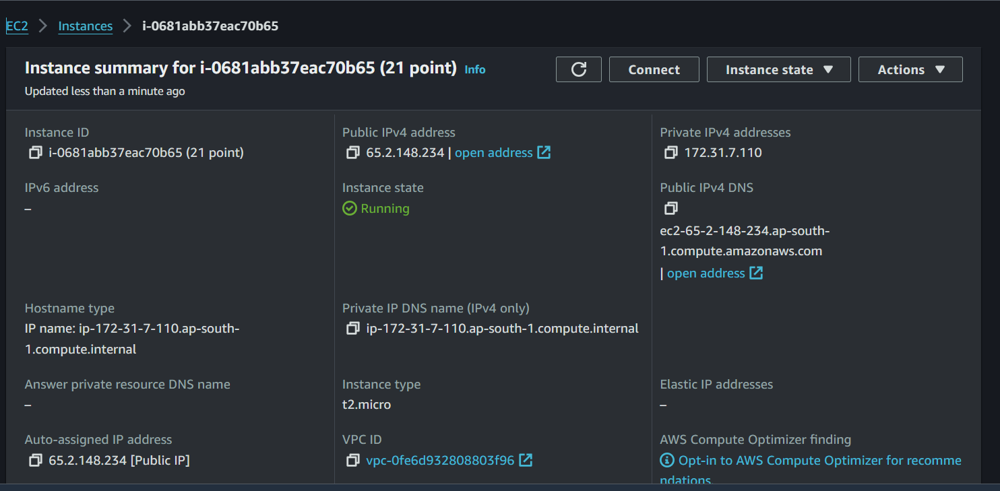 EC2 > Instances > i-0681abb37eac70b65
Instance summary for i-0681abb37eac70b65 (21 point) Info
Updated less than a minute ago
Connect
Instance state
Actions
Instance ID
i-0681abb37eac70b65 (21 point)
Public IPv4 address
65.2.148.234 | open address
Private IPv4 addresses
172.31.7.110
IPv6 address
–
Instance state
Running
Public IPv4 DNS
ec2-65-2-148-234.ap-south-
1.compute.amazonaws.com
| open address
Hostname type
IP name: ip-172-31-7-110.ap-south-
1.compute.internal
Private IP DNS name (IPv4 only)
ip-172-31-7-110.ap-south-1.compute.internal
Answer private resource DNS name
–
Instance type
t2.micro
Elastic IP addresses
–
Auto-assigned IP address
65.2.148.234 [Public IP]
VPC ID
vpc-0fe6d932808803f96
AWS Compute Optimizer finding
Opt-in to AWS Compute Optimizer for recomme
ndations